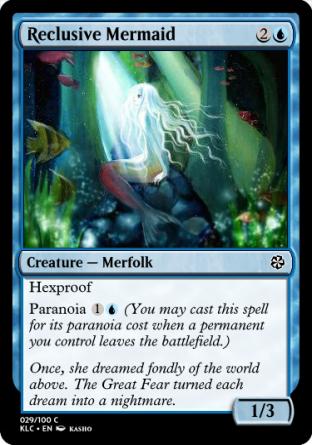 Reclusive Mermaid 2
Creature — Merfolk
Hexproof
Paranoia 1 (You may cast this spell
for its paranoia cost when a permanent
you control leaves the battlefield.)
Once, she dreamed fondly of the world
above. The Great Fear turned each
dream into a nightmare.
029/100 C
KLC • EN KASHO
1/3